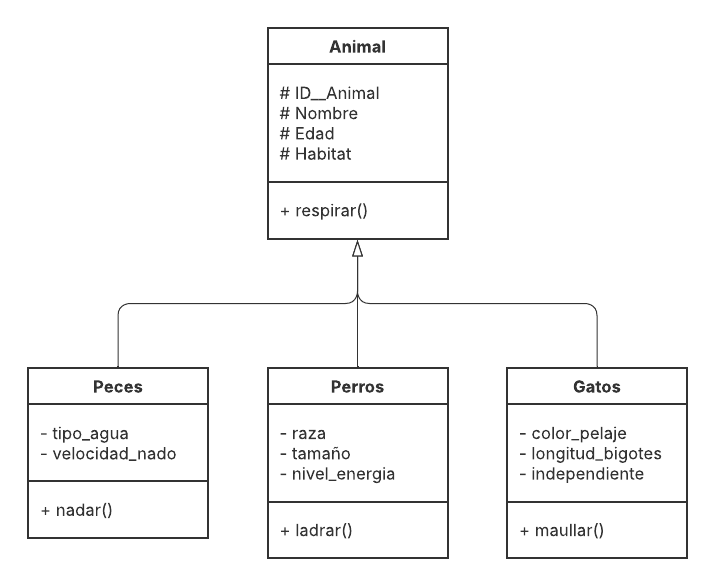 Animal
# ID__Animal
# Nombre
# Edad
# Habitat
+ respirar()
Peces
- tipo_agua
- velocidad_nado
+ nadar()
Perros
- raza
- tamaño
- nivel_energia
+ ladrar()
Gatos
- color_pelaje
- longitud_bigotes
- independiente
+ maullar()